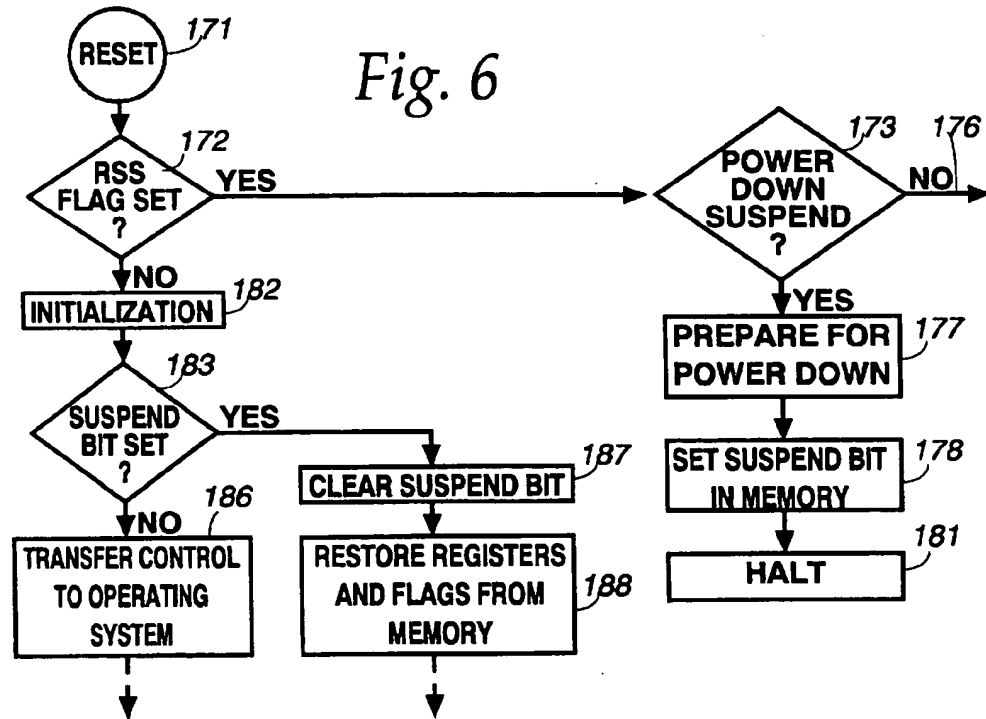 RESET
171
Fig. 6
172
RSS
FLAG SET
?
YES
173
POWER
DOWN
SUSPEND
?
176
NO
NO
182
INITIALIZATION
183
SUSPEND
BIT SET
?
YES
YES
PREPARE FOR
POWER DOWN
177
187
CLEAR SUSPEND BIT
SET SUSPEND BIT
IN MEMORY
178
NO
186
TRANSFER CONTROL
TO OPERATING
SYSTEM
RESTORE REGISTERS
AND FLAGS FROM
MEMORY
188
HALT
181